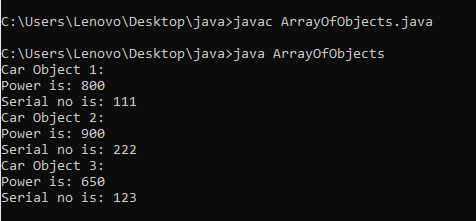 C:\Users\Lenovo\Desktop\java>javac ArrayOfObjects.java
C:\Users\Lenovo\Desktop\java>java ArrayOfObjects
Car Object 1:
Power is: 800
Serial no is: 111
Car Object 2:
Power is: 900
Serial no is: 222
Car Object 3:
Power is: 650
Serial no is: 123